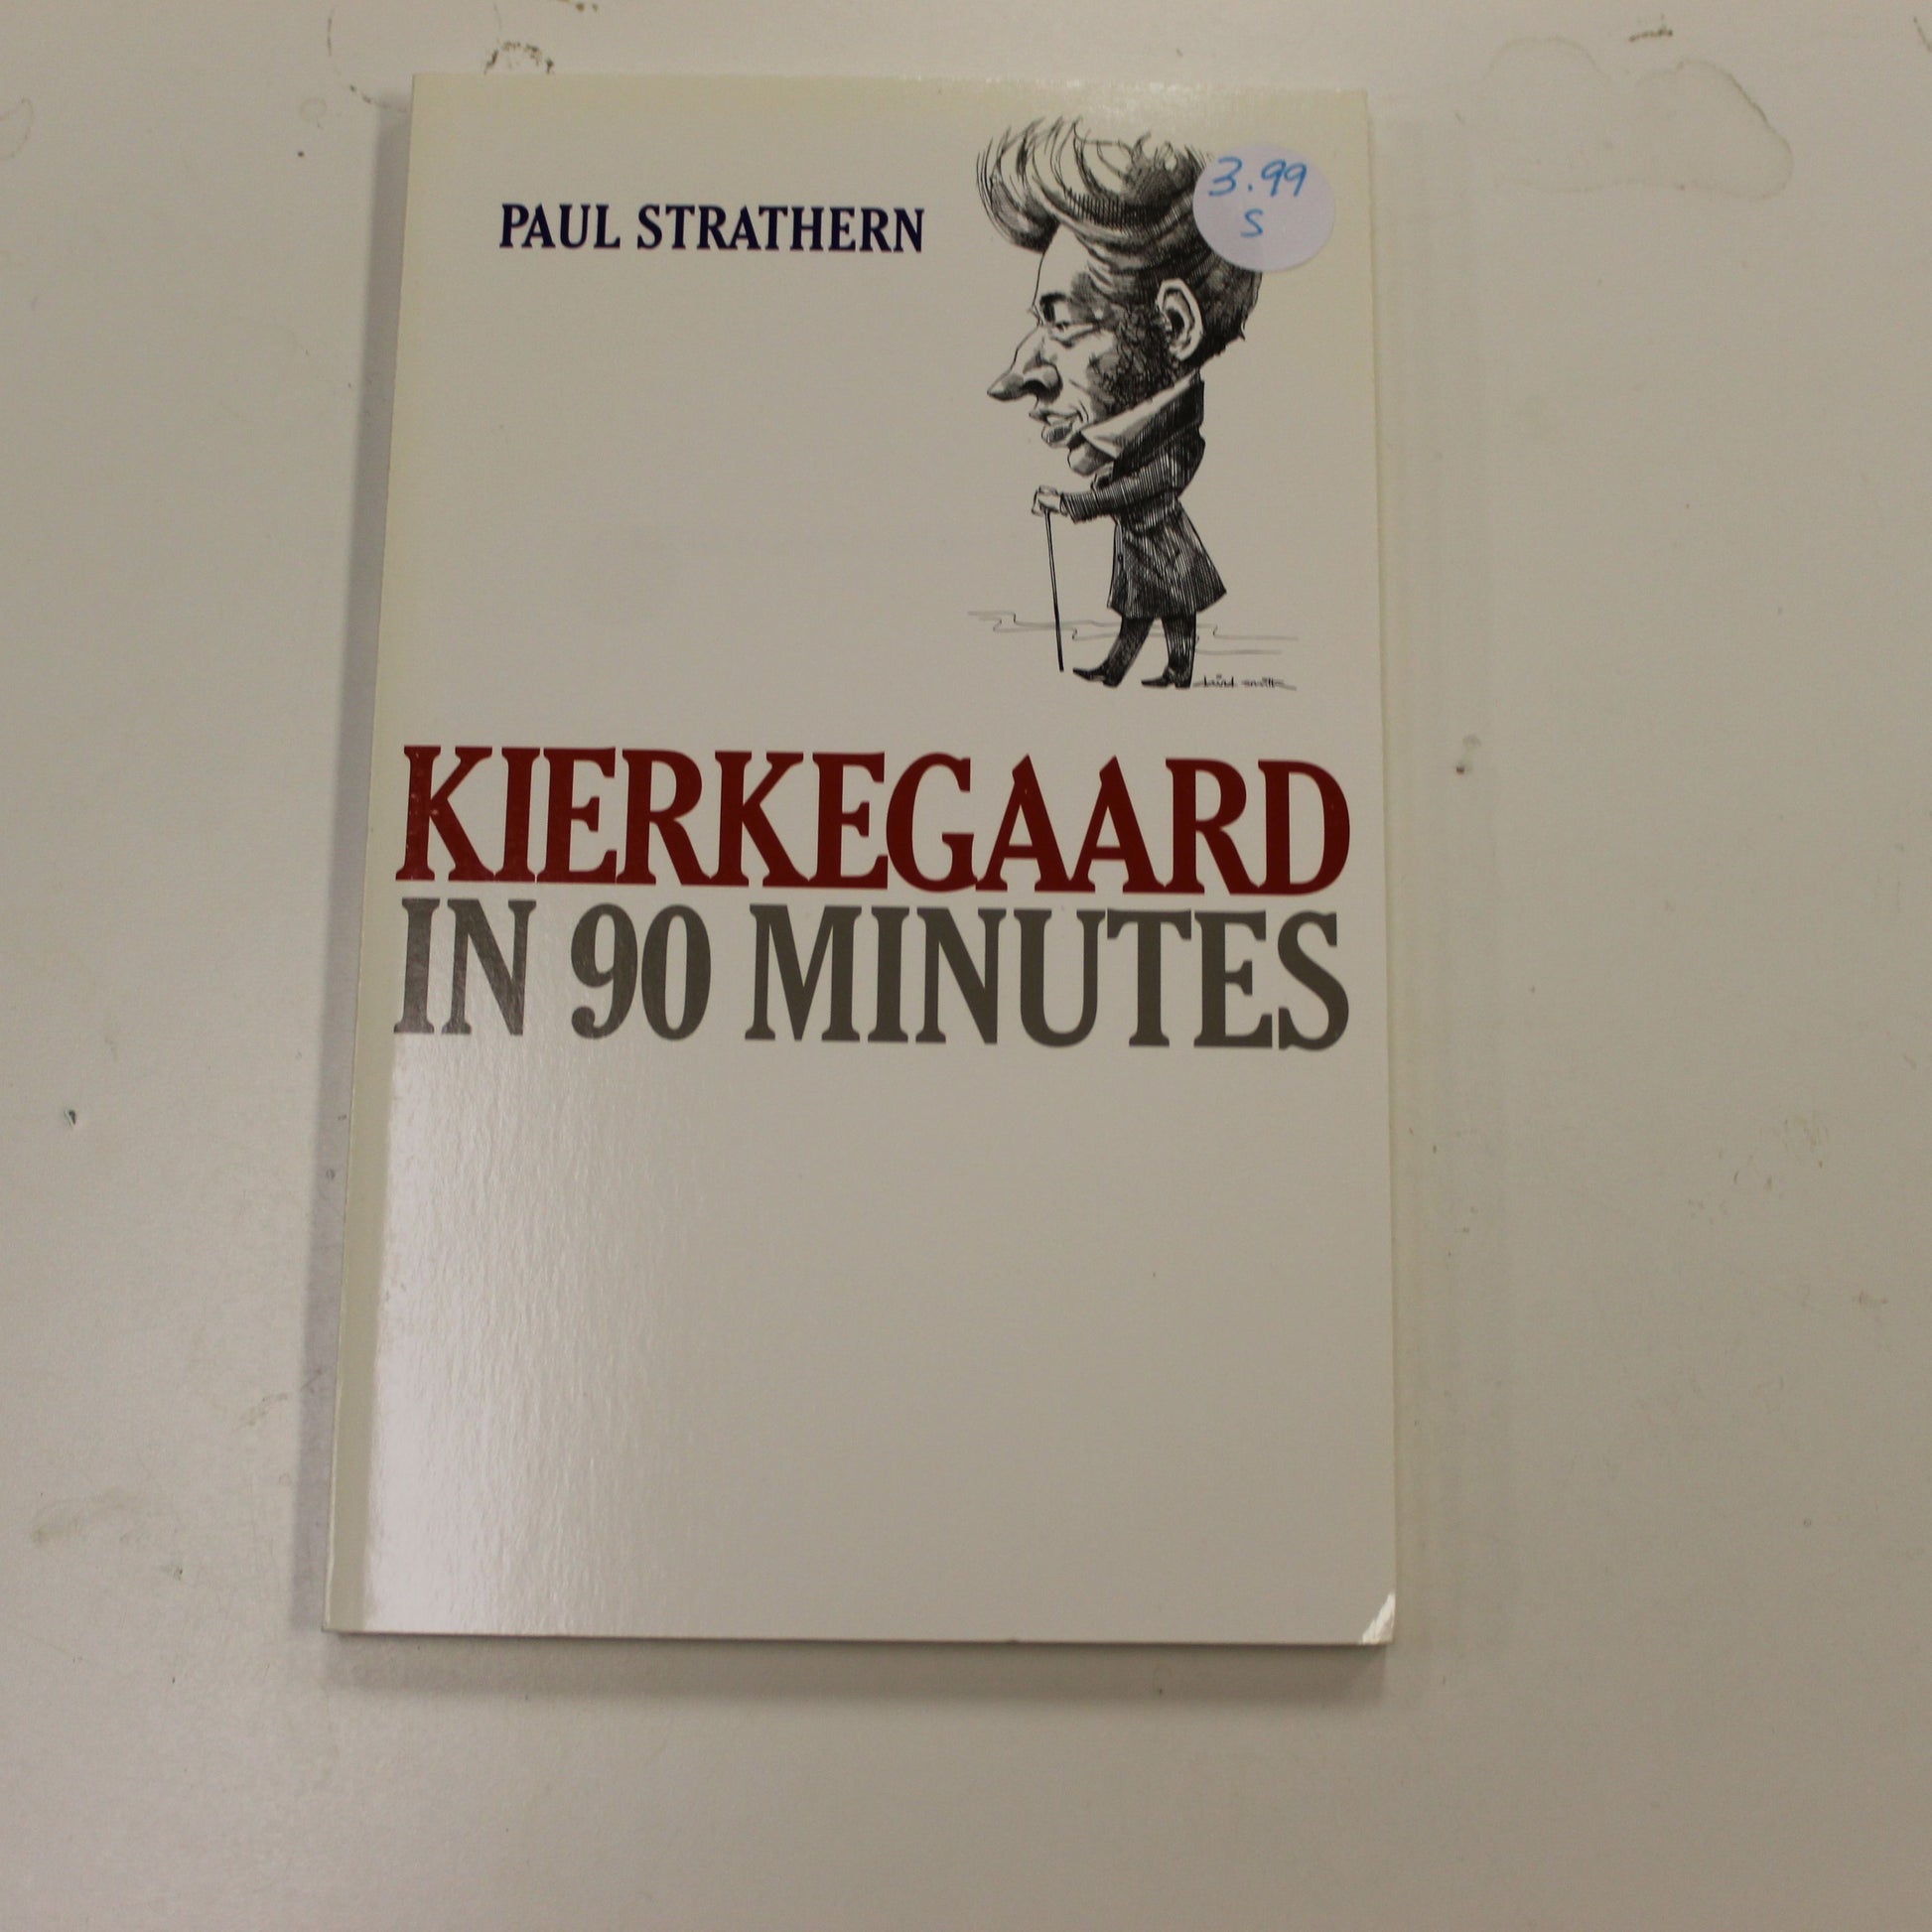 PAUL STRATHERN
3.99
S
KIERKEGAARD
IN 90 MINUTES